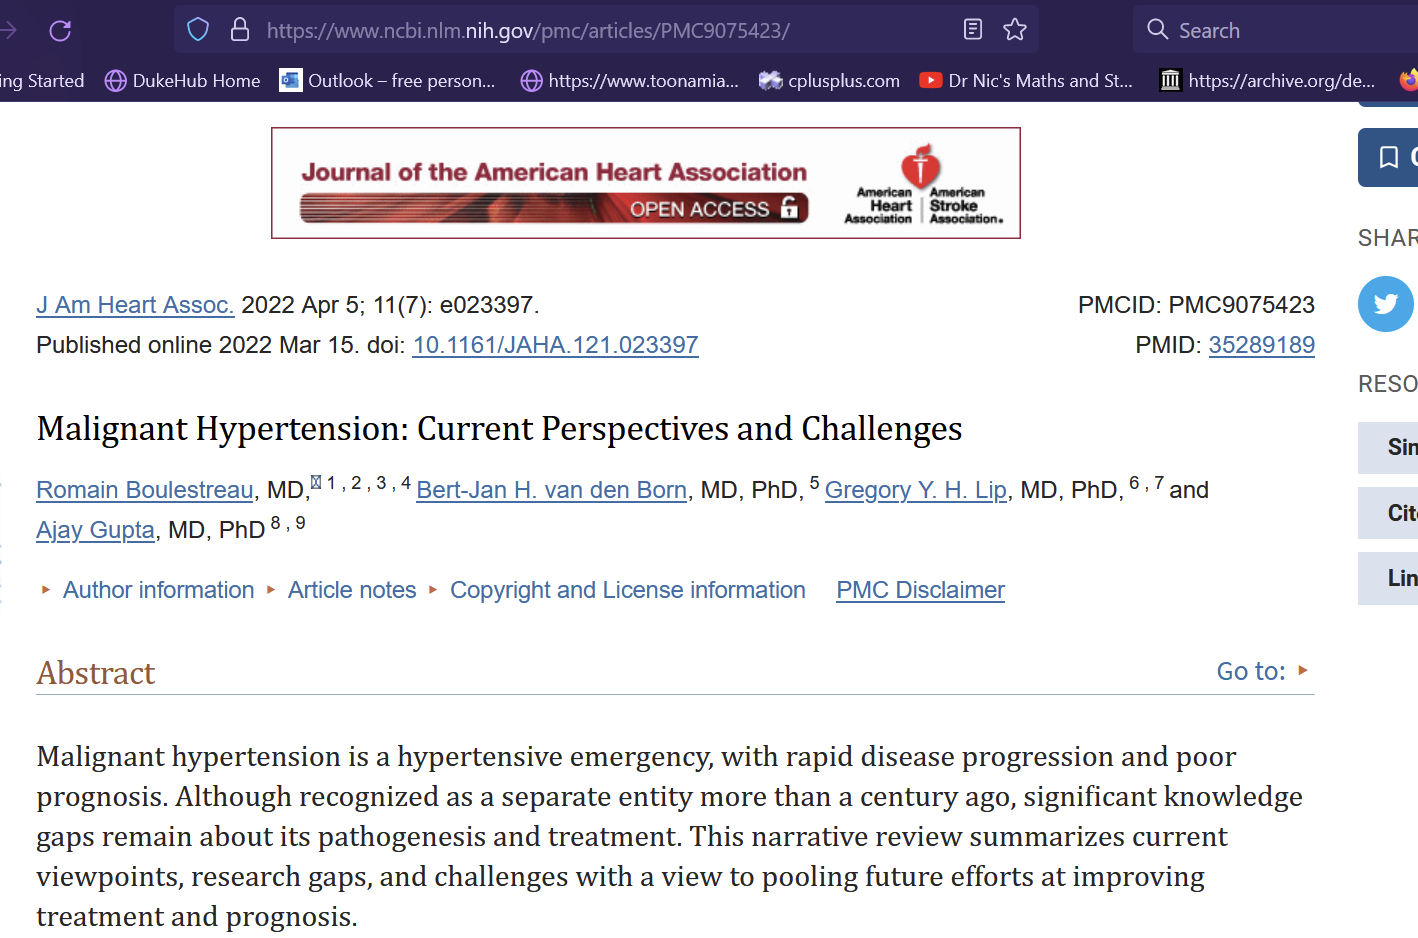 https://www.ncbi.nlm.nih.gov/pmc/articles/PMC9075423/
Search
ing Started
DukeHub Home
Outlook – free person...
https://www.toonamia...
cplusplus.com
Dr Nic's Maths and St...
https://archive.org/de...
Journal of the American Heart Association
OPEN ACCESS
American Heart Association
American Stroke Association.
SHAR
J Am Heart Assoc. 2022 Apr 5; 11(7): e023397.
PMCID: PMC9075423
Published online 2022 Mar 15. doi: 10.1161/JAHA.121.023397
PMID: 35289189
RESO
Malignant Hypertension: Current Perspectives and Challenges
Sin
Romain Boulestreau, MD, 1 , 2 , 3 , 4 Bert-Jan H. van den Born, MD, PhD, 5 Gregory Y. H. Lip, MD, PhD, 6 , 7 and
Cit
Ajay Gupta, MD, PhD 8 , 9
Lin
Author information
Article notes
Copyright and License information
PMC Disclaimer
Abstract
Go to:
Malignant hypertension is a hypertensive emergency, with rapid disease progression and poor
prognosis. Although recognized as a separate entity more than a century ago, significant knowledge
gaps remain about its pathogenesis and treatment. This narrative review summarizes current
viewpoints, research gaps, and challenges with a view to pooling future efforts at improving
treatment and prognosis.